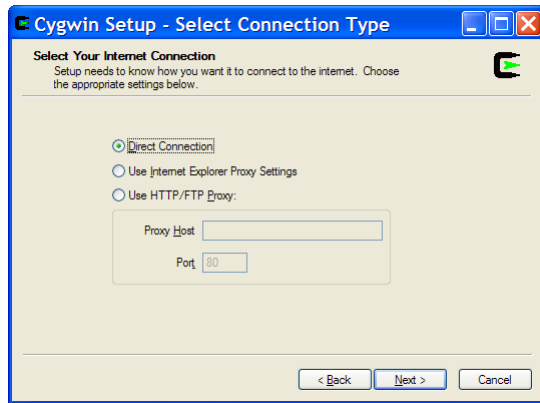 Cygwin Setup - Select Connection Type
Select Your Internet Connection
Setup needs to know how you want it to connect to the internet. Choose
the appropriate settings below.
Direct Connection
Use Internet Explorer Proxy Settings
Use HTTP/FTP Proxy:
Proxy Host
Port 80
< Back Next > Cancel